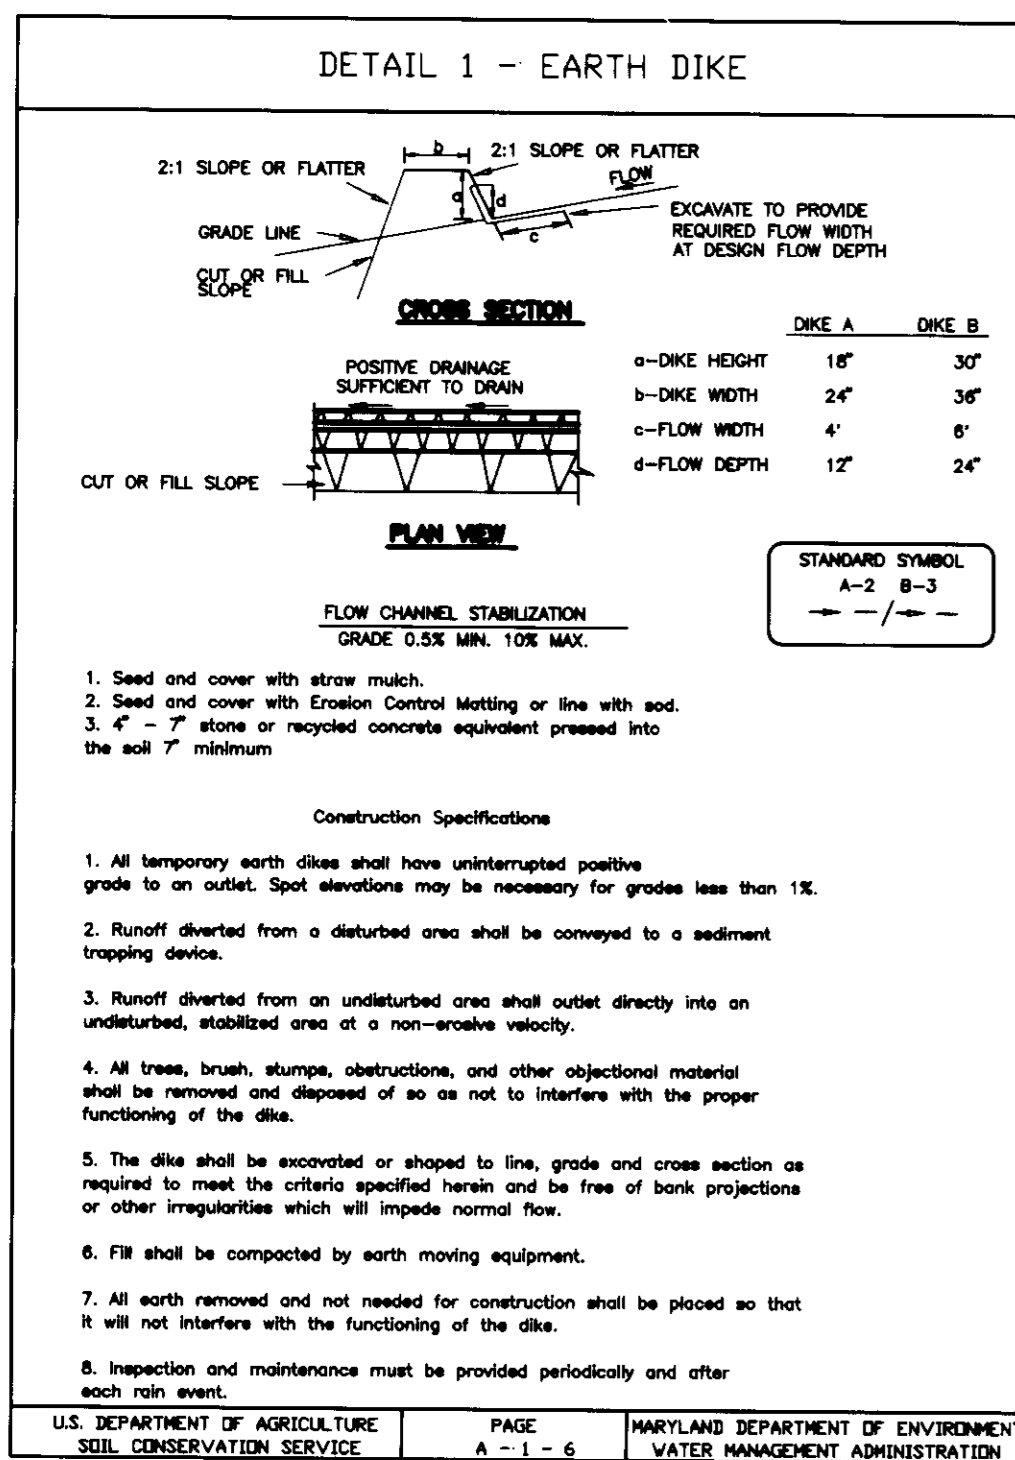 DETAIL 1 - EARTH DIKE
b
2:1 SLOPE OR FLATTER
2:1 SLOPE OR FLATTER
FLOW
a
d
GRADE LINE
c
EXCAVATE TO PROVIDE
REQUIRED FLOW WIDTH
AT DESIGN FLOW DEPTH
CUT OR FILL
SLOPE
CROSS SECTION
DIKE A DIKE B
a-DIKE HEIGHT 18" 30"
b-DIKE WIDTH 24" 36"
c-FLOW WIDTH 4' 6'
d-FLOW DEPTH 12" 24"
POSITIVE DRAINAGE
SUFFICIENT TO DRAIN
CUT OR FILL SLOPE
PLAN VIEW
STANDARD SYMBOL
A-2 B-3
FLOW CHANNEL STABILIZATION
GRADE 0.5% MIN. 10% MAX.
1. Seed and cover with straw mulch.
2. Seed and cover with Erosion Control Matting or line with sod.
3. 4" - 7" stone or recycled concrete equivalent pressed into
the soil 7" minimum
Construction Specifications
1. All temporary earth dikes shall have uninterrupted positive
grade to an outlet. Spot elevations may be necessary for grades less than 1%.
2. Runoff diverted from a disturbed area shall be conveyed to a sediment
trapping device.
3. Runoff diverted from an undisturbed area shall outlet directly into an
undisturbed, stabilized area at a non-erosive velocity.
4. All trees, brush, stumps, obstructions, and other objectional material
shall be removed and disposed of so as not to interfere with the proper
functioning of the dike.
5. The dike shall be excavated or shaped to line, grade and cross section as
required to meet the criteria specified herein and be free of bank projections
or other irregularities which will impede normal flow.
6. Fill shall be compacted by earth moving equipment.
7. All earth removed and not needed for construction shall be placed so that
it will not interfere with the functioning of the dike.
8. Inspection and maintenance must be provided periodically and after
each rain event.
U.S. DEPARTMENT OF AGRICULTURE
SOIL CONSERVATION SERVICE
PAGE
A - 1 - 6
MARYLAND DEPARTMENT OF ENVIRONMENT
WATER MANAGEMENT ADMINISTRATION